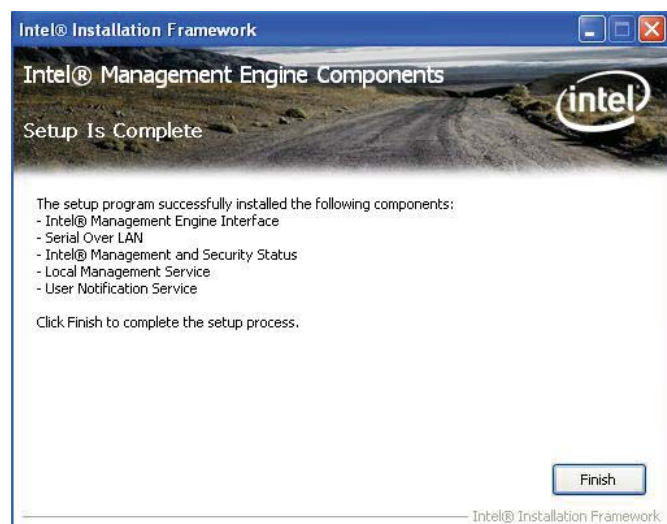 Intel® Installation Framework
Intel® Management Engine Components
intel
Setup Is Complete
The setup program successfully installed the following components:
- Intel® Management Engine Interface
- Serial Over LAN
- Intel® Management and Security Status
- Local Management Service
- User Notification Service
Click Finish to complete the setup process.
Finish
Intel® Installation Framework